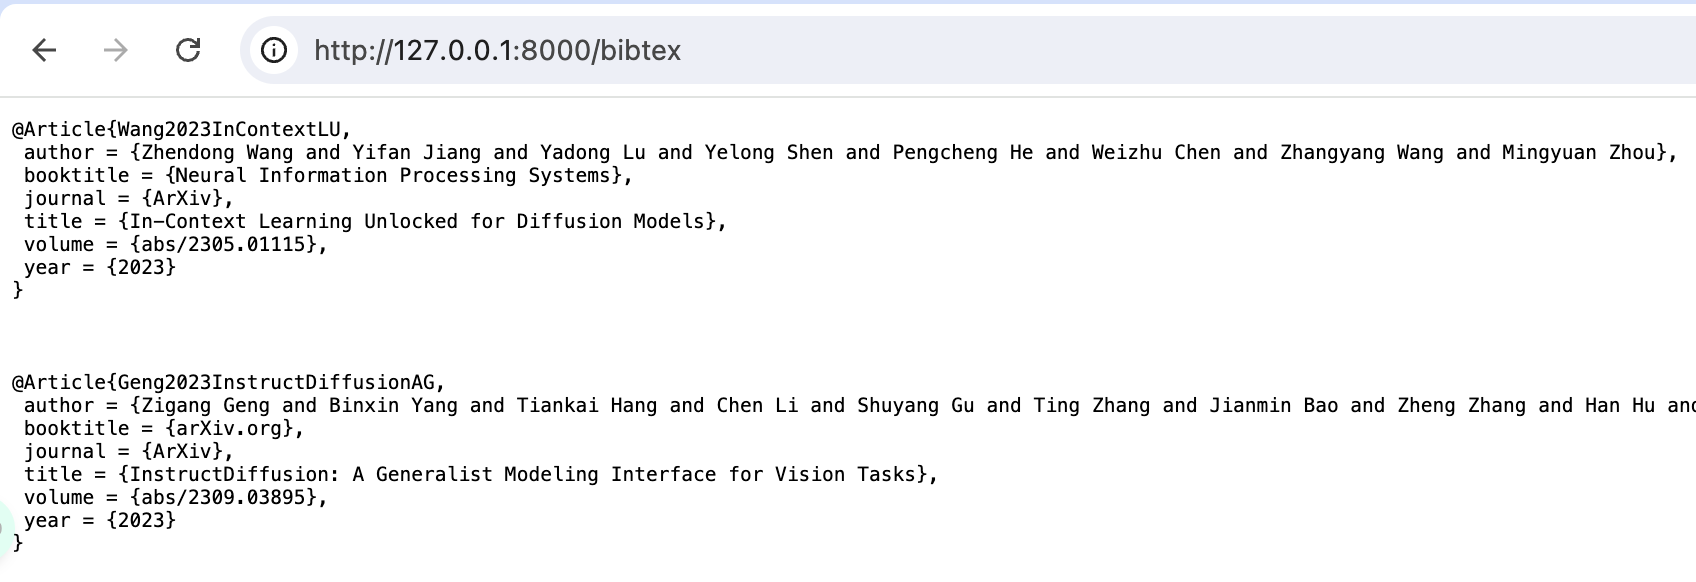 http://127.0.0.1:8000/bibtex
@Article{Wang2023InContextLU,
 author = {Zhendong Wang and Yifan Jiang and Yadong Lu and Yelong Shen and Pengcheng He and Weizhu Chen and Zhangyang Wang and Mingyuan Zhou},
 booktitle = {Neural Information Processing Systems},
 journal = {ArXiv},
 title = {In-Context Learning Unlocked for Diffusion Models},
 volume = {abs/2305.01115},
 year = {2023}
}
@Article{Geng2023InstructDiffusionAG,
 author = {Zigang Geng and Binxin Yang and Tiankai Hang and Chen Li and Shuyang Gu and Ting Zhang and Jianmin Bao and Zheng Zhang and Han Hu and
 booktitle = {arXiv.org},
 journal = {ArXiv},
 title = {InstructDiffusion: A Generalist Modeling Interface for Vision Tasks},
 volume = {abs/2309.03895},
 year = {2023}
}